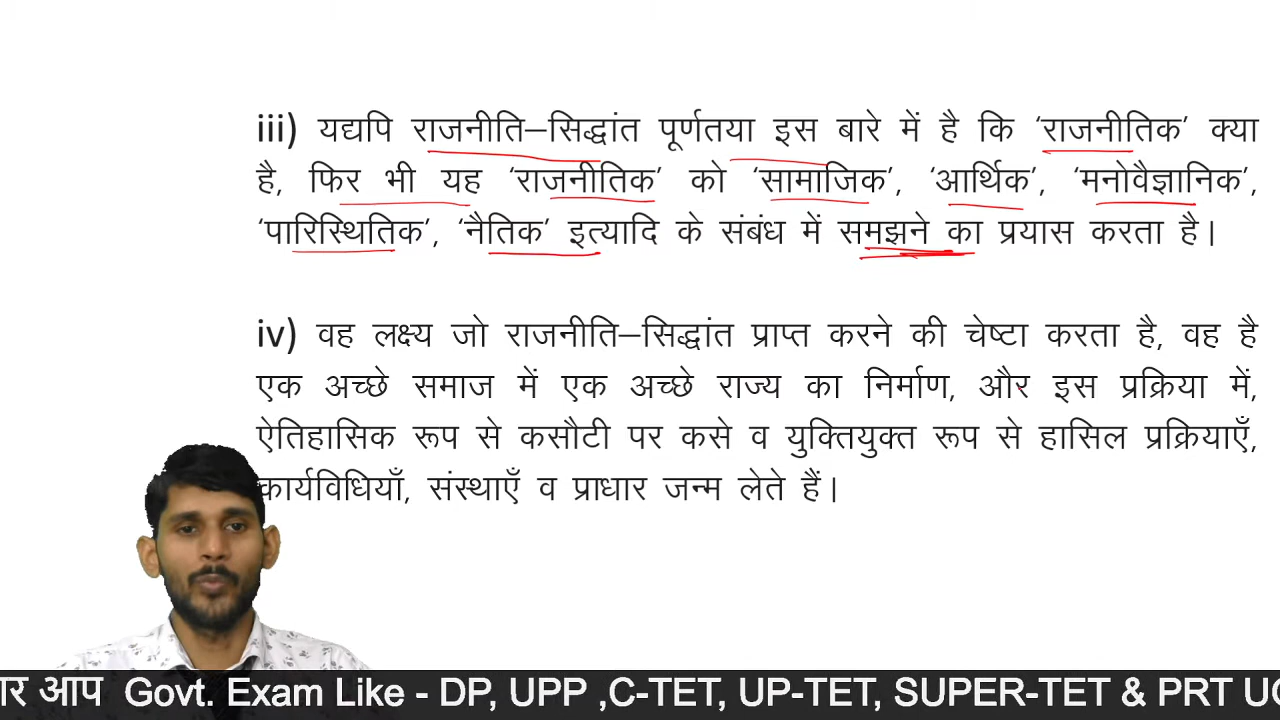 iii) यद्यपि राजनीति–सिद्धांत पूर्णतया इस बारे में है कि ‘राजनीतिक’ क्या
है, फिर भी यह ‘राजनीतिक’ को ‘सामाजिक’, ‘आर्थिक’, ‘मनोवैज्ञानिक’,
‘पारिस्थितिक’, ‘नैतिक’ इत्यादि के संबंध में समझने का प्रयास करता है।
iv) वह लक्ष्य जो राजनीति–सिद्धांत प्राप्त करने की चेष्टा करता है, वह है
एक अच्छे समाज में एक अच्छे राज्य का निर्माण, और इस प्रक्रिया में,
ऐतिहासिक रूप से कसौटी पर कसे व युक्तियुक्त रूप से हासिल प्रक्रियाएँ,
कार्यविधियाँ, संस्थाएँ व प्राधार जन्म लेते हैं।
आप Govt. Exam Like - DP, UPP ,C-TET, UP-TET, SUPER-TET & PRT